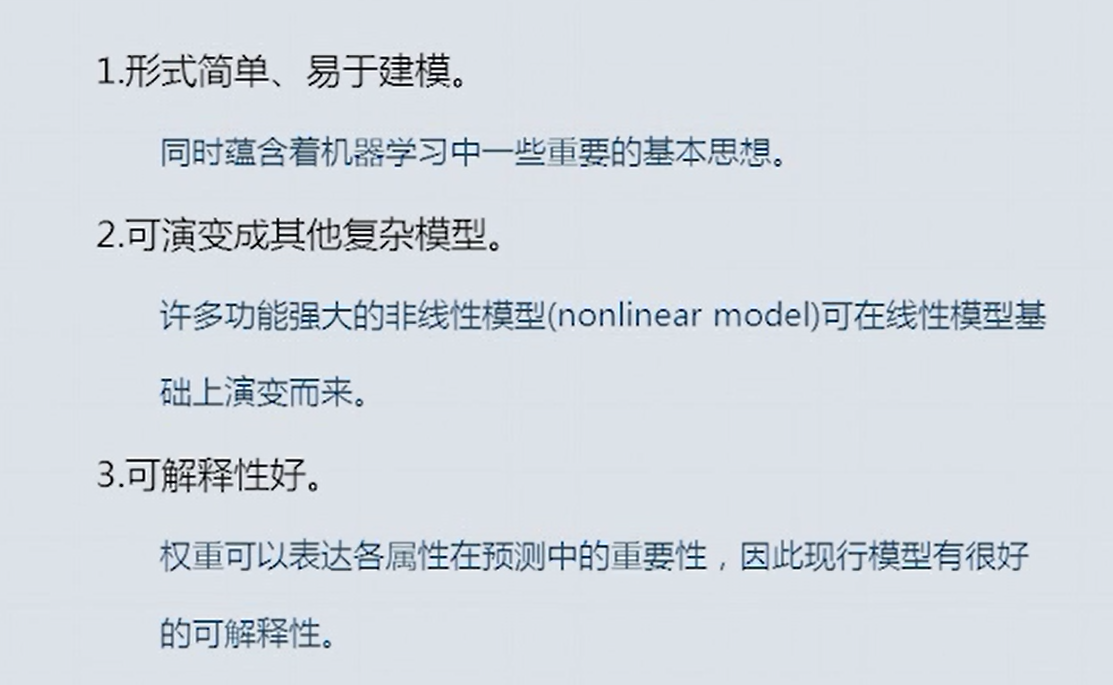 1.形式简单、易于建模。
同时蕴含着机器学习中一些重要的基本思想。
2.可演变成其他复杂模型。
许多功能强大的非线性模型(nonlinear model)可在线性模型基
础上演变而来。
3.可解释性好。
权重可以表达各属性在预测中的重要性，因此现行模型有很好
的可解释性。